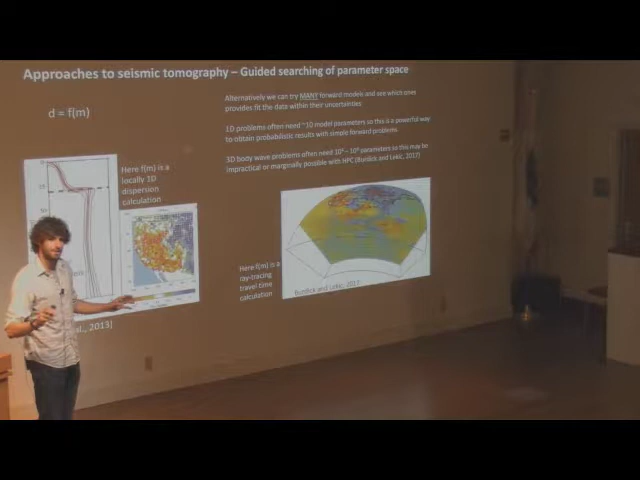 Approaches to seismic tomography – Guided searching of parameter space
d = f(m)
Alternatively we can try MANY forward models and see which ones
provides fit the data within their uncertainties
1D problems often need ~10 model parameters so this is a powerful way
to obtain probabilistic results with simple forward problems.
3D body wave problems often need
parameters so this may be
impractical or marginally possible with HPC (Burdick and Lekic, 2017)
Here f(m) is a
locally 1D
dispersion
calculation
Here f(m) is a
ray-tracing
travel time
calculation
Burdick and Lekic, 2017
al., 2013]